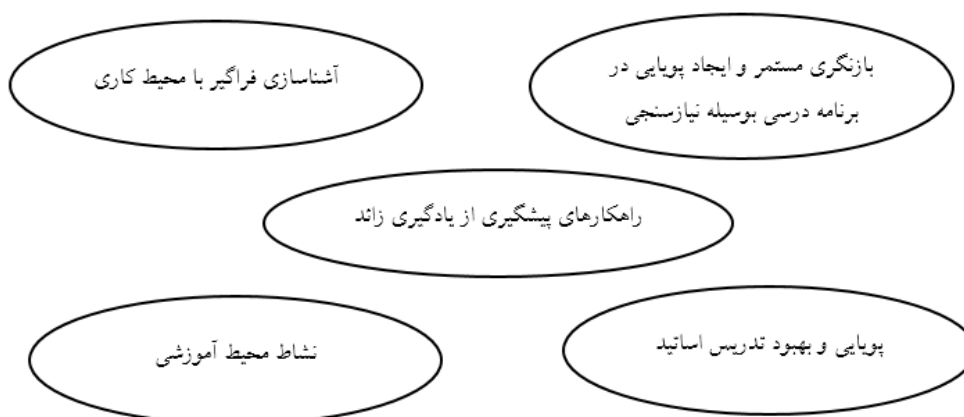 بازنگری مستمر و ایجاد پویایی در
برنامه درسی بوسیله نیازسنجی
آشناسازی فراگیر با محیط کاری
راهکارهای پیشگیری از یادگیری زائد
پویایی و بهبود تدریس اساتید
نشاط محیط آموزشی